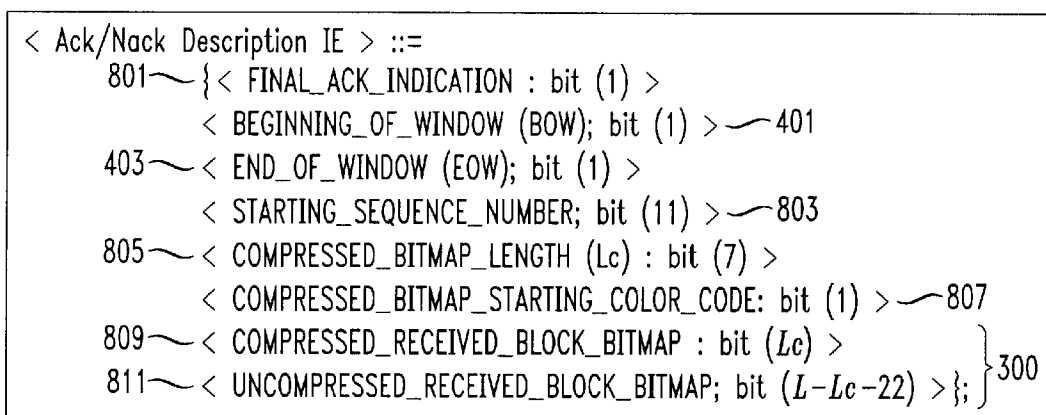 < Ack/Nack Description IE > ::=
801 { < FINAL_ACK_INDICATION : bit (1) >
< BEGINNING_OF_WINDOW (BOW); bit (1) > 401
403 < END_OF_WINDOW (EOW); bit (1) >
< STARTING_SEQUENCE_NUMBER; bit (11) > 803
805 < COMPRESSED_BITMAP_LENGTH (Lc) : bit (7) >
< COMPRESSED_BITMAP_STARTING_COLOR_CODE: bit (1) > 807
809 < COMPRESSED_RECEIVED_BLOCK_BITMAP : bit (Lc) >
811 < UNCOMPRESSED_RECEIVED_BLOCK_BITMAP; bit (L-Lc-22) >}; 300